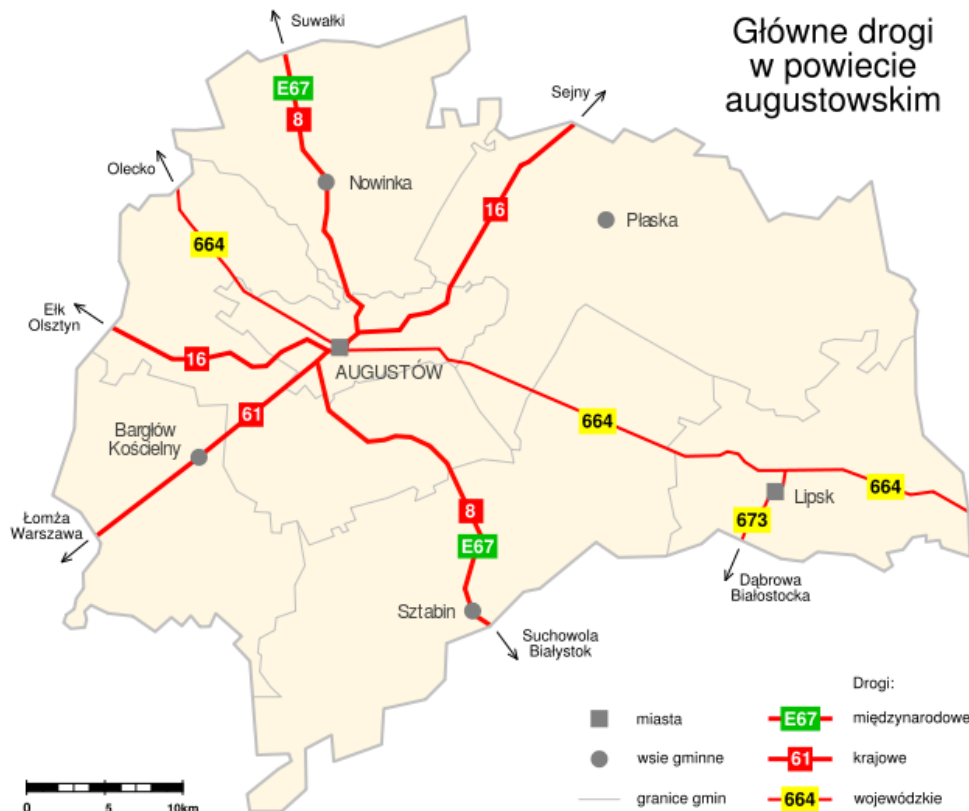 Główne drogi
w powiecie
augustowskim
Suwałki
E67
8
Sejny
Olecko
Nowinka
16
Płaska
664
Ełk
Olsztyn
16
AUGUSTÓW
61
664
Bargłów
Kościelny
664
Lipsk
8
673
Łomża
Warszawa
E67
Dąbrowa
Białostocka
Sztabin
Suchowola
Białystok
Drogi:
miasta
E67
międzynarodowe
wsie gminne
61
krajowe
granice gmin
664
wojewódzkie
0
5
10km